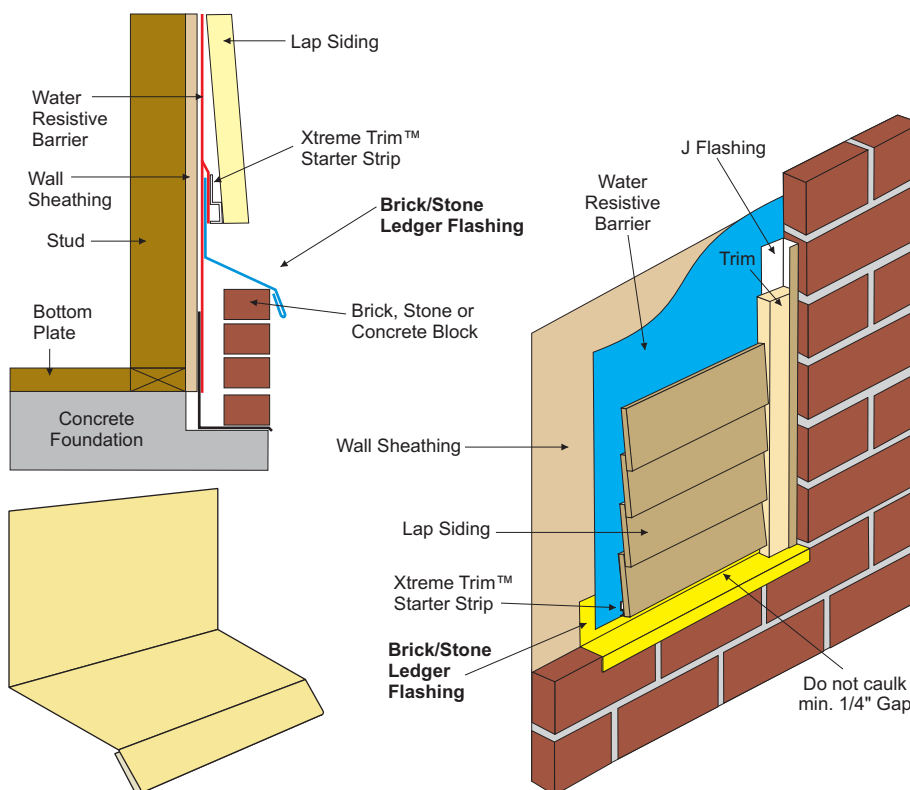 Lap Siding
Water
Resistive
Barrier
Xtreme Trim™
Starter Strip
Wall
Sheathing
Brick/Stone
Ledger Flashing
Stud
Brick, Stone or
Concrete Block
Bottom
Plate
Concrete
Foundation
J Flashing
Water
Resistive
Barrier
Trim
Wall Sheathing
Lap Siding
Xtreme Trim™
Starter Strip
Brick/Stone
Ledger
Flashing
Do not caulk
min. 1/4" Gap